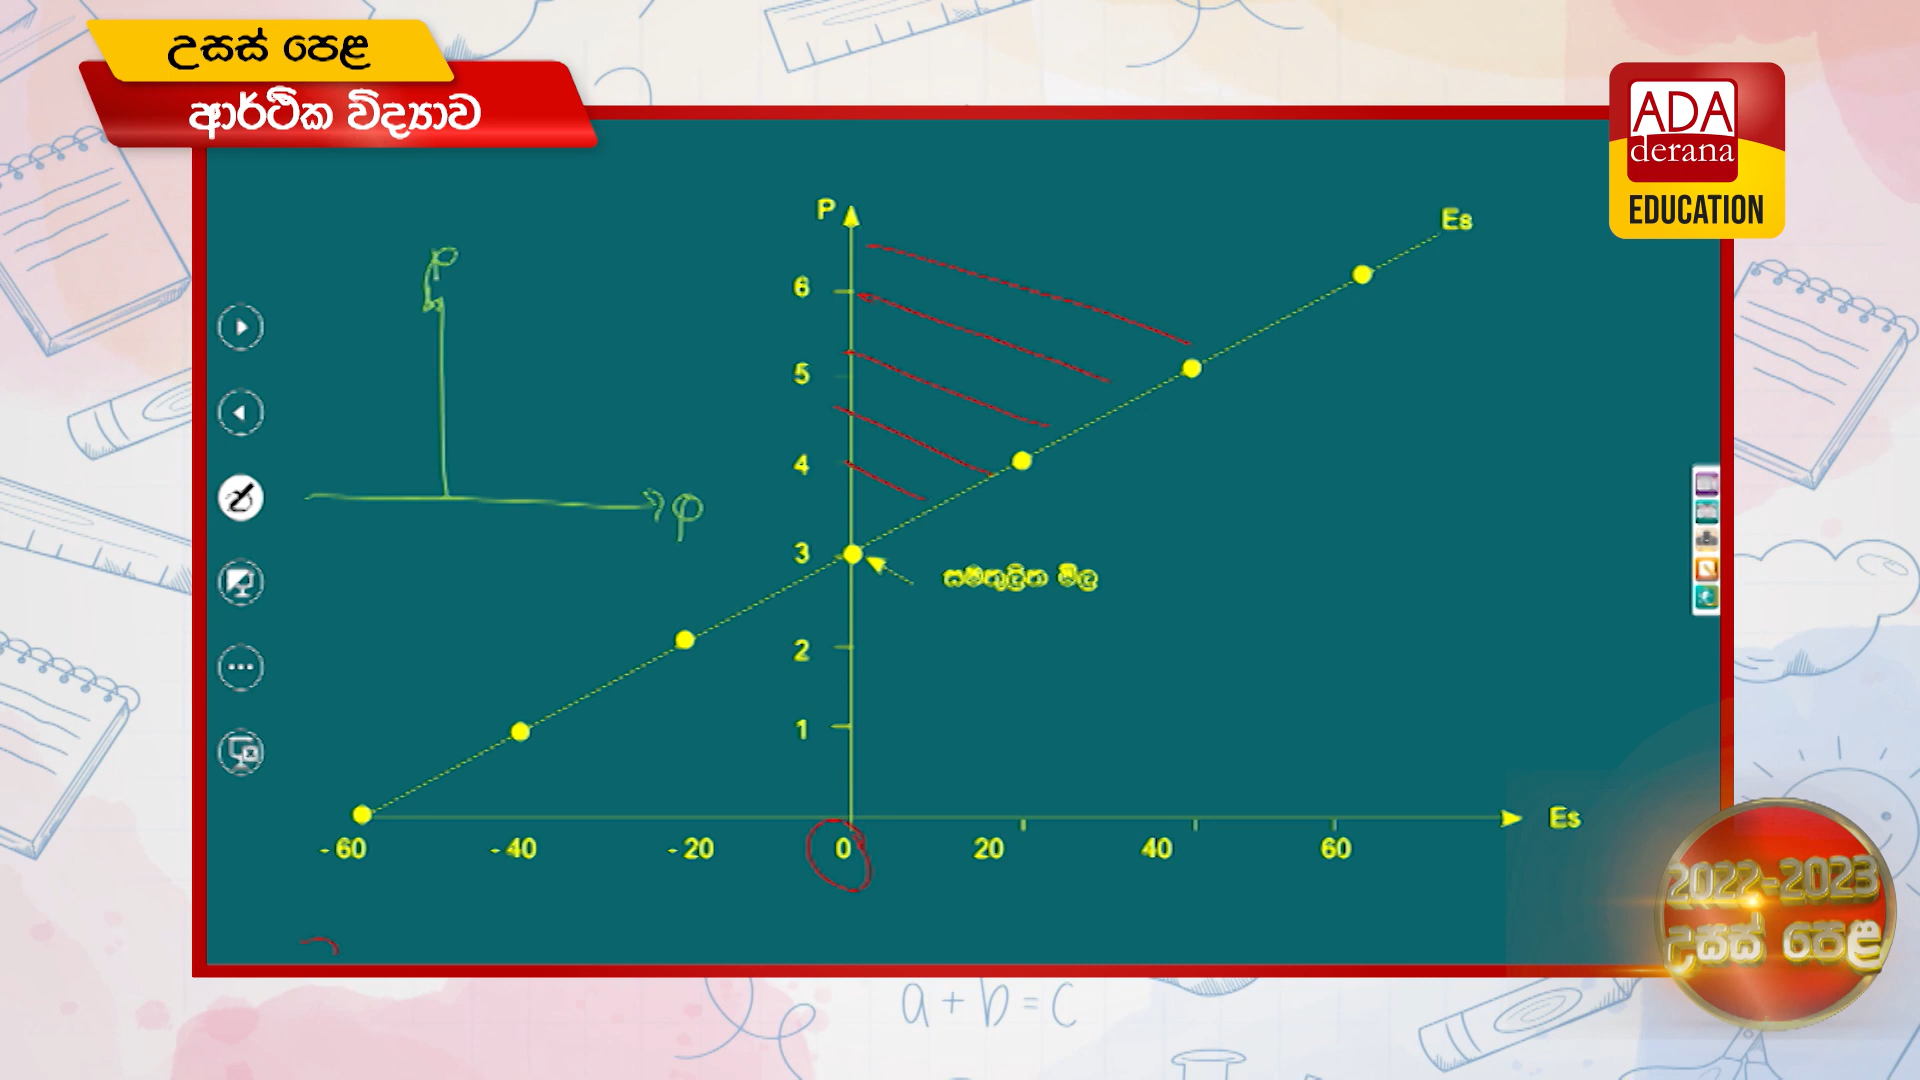 උසස් පෙළ
ආර්ථික විද්‍යාව
ADA
derana
EDUCATION
P
Es
P
6
5
4
3
2
1
සමතුලිත මිල
Es
- 60
- 40
- 20
0
20
40
60
2022-2023
උසස් පෙළ
a + b = c